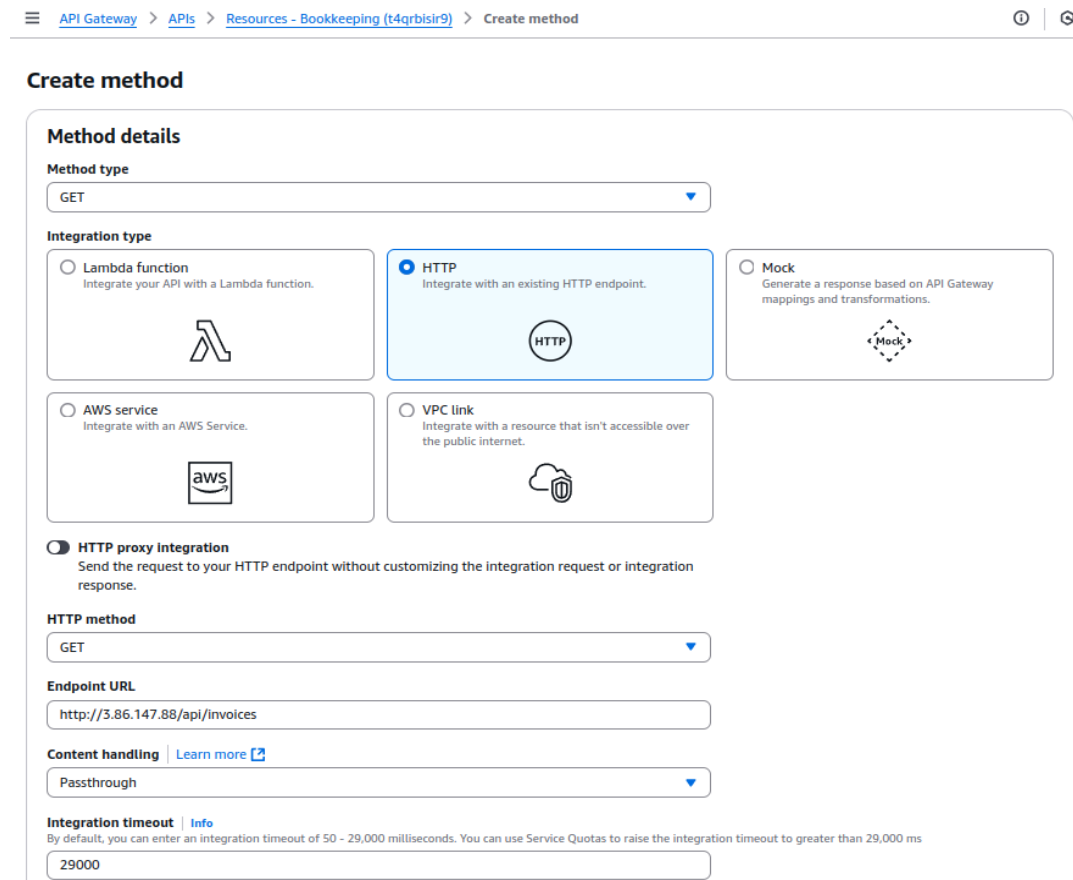 API Gateway > APIs > Resources - Bookkeeping (t4qrbisir9) > Create method
Create method
Method details
Method type
GET
Integration type
Lambda function
Integrate your API with a Lambda function.
HTTP
Integrate with an existing HTTP endpoint.
HTTP
Mock
Generate a response based on API Gateway
mappings and transformations.
Mock
AWS service
Integrate with an AWS Service.
aws
VPC link
Integrate with a resource that isn't accessible over
the public internet.
HTTP proxy integration
Send the request to your HTTP endpoint without customizing the integration request or integration
response.
HTTP method
GET
Endpoint URL
http://3.86.147.88/api/invoices
Content handling | Learn more
Passthrough
Integration timeout | Info
By default, you can enter an integration timeout of 50 - 29,000 milliseconds. You can use Service Quotas to raise the integration timeout to greater than 29,000 ms
29000